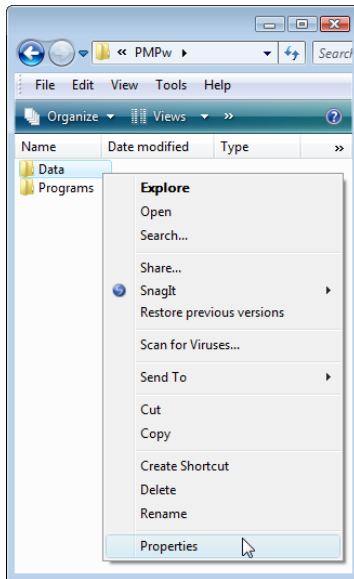 « PMPw
Search
File Edit View Tools Help
Organize Views »
Name Date modified Type »
Data
Programs
Explore
Open
Search...
Share...
SnagIt
Restore previous versions
Scan for Viruses...
Send To
Cut
Copy
Create Shortcut
Delete
Rename
Properties